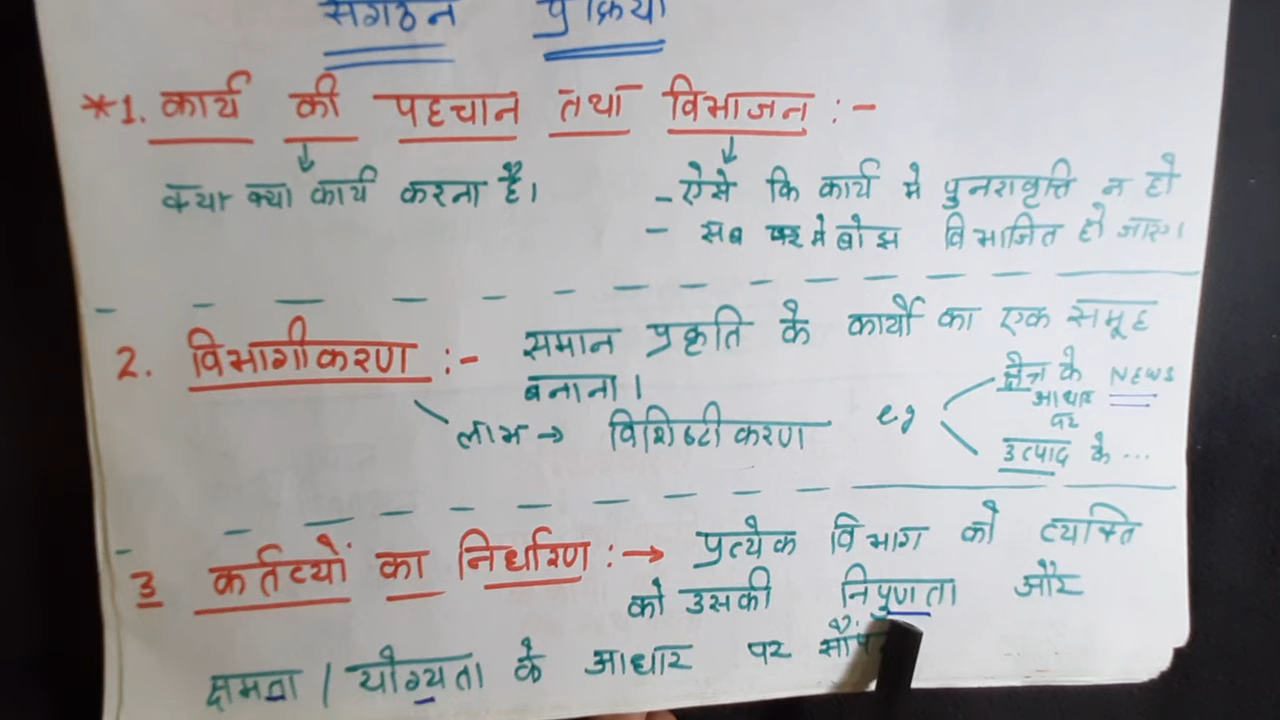 संगठन प्रक्रिया
*1. कार्य की पहचान तथा विभाजन :-
क्या क्या कार्य करना है।
- ऐसे कि कार्य मे पुनरावृत्ति न हो
- सब पर मे बोझ विभाजित हो जाए।
2. विभागीकरण :- समान प्रकृति के कार्यों का एक समूह
बनाना।
लाभ → विशिष्टीकरण
eg
क्षेत्र के NEWS
आधार
पर
उत्पाद के ...
3 कर्तव्यों का निर्धारण :→ प्रत्येक विभाग को व्यक्ति
को उसकी निपुणता और
क्षमता / योग्यता के आधार पर